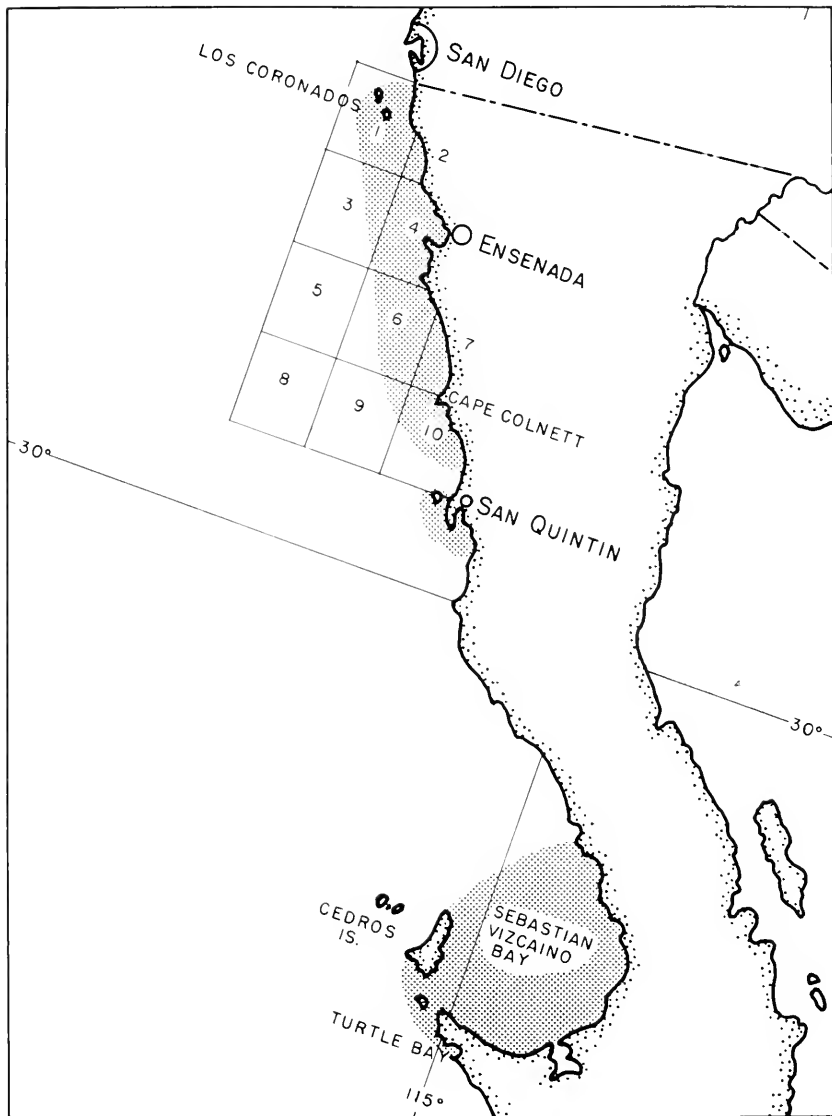 SAN DIEGO
LOS CORONADOS
1
2
3
4
ENSENADA
5
6
7
8
9
CAPE COLNETT
10
30°
SAN QUINTIN
30°
CEDROS
IS.
SEBASTIAN
VIZCAINO
BAY
TURTLE BAY
115°